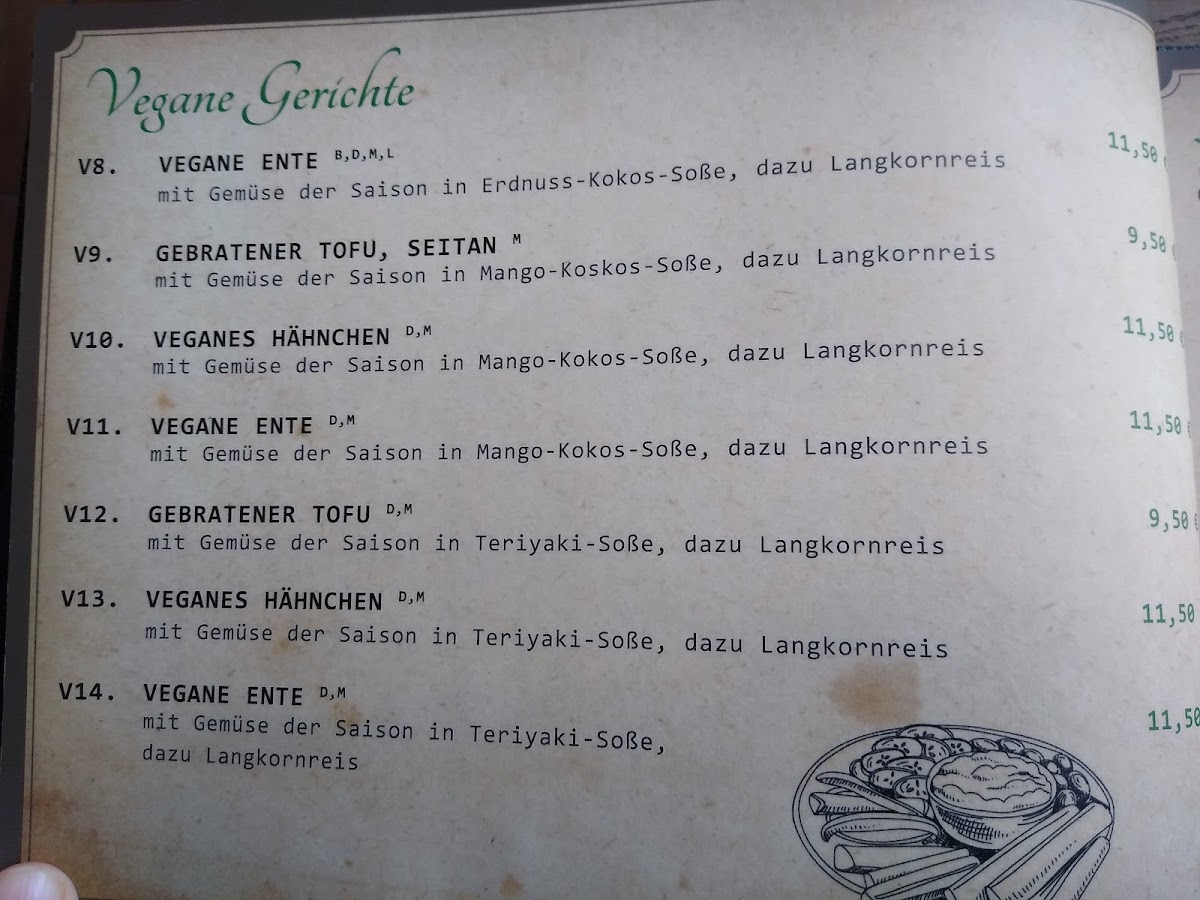 Vegane Gerichte
V8. VEGANE ENTE B,D,M,L 11,50 €
mit Gemüse der Saison in Erdnuss-Kokos-Soße, dazu Langkornreis
V9. GEBRATENER TOFU, SEITAN M 9,50 €
mit Gemüse der Saison in Mango-Koskos-Soße, dazu Langkornreis
V10. VEGANES HÄHNCHEN D,M 11,50 €
mit Gemüse der Saison in Mango-Kokos-Soße, dazu Langkornreis
V11. VEGANE ENTE D,M 11,50 €
mit Gemüse der Saison in Mango-Kokos-Soße, dazu Langkornreis
V12. GEBRATENER TOFU D,M 9,50 €
mit Gemüse der Saison in Teriyaki-Soße, dazu Langkornreis
V13. VEGANES HÄHNCHEN D,M 11,50
mit Gemüse der Saison in Teriyaki-Soße, dazu Langkornreis
V14. VEGANE ENTE D,M 11,50
mit Gemüse der Saison in Teriyaki-Soße,
dazu Langkornreis